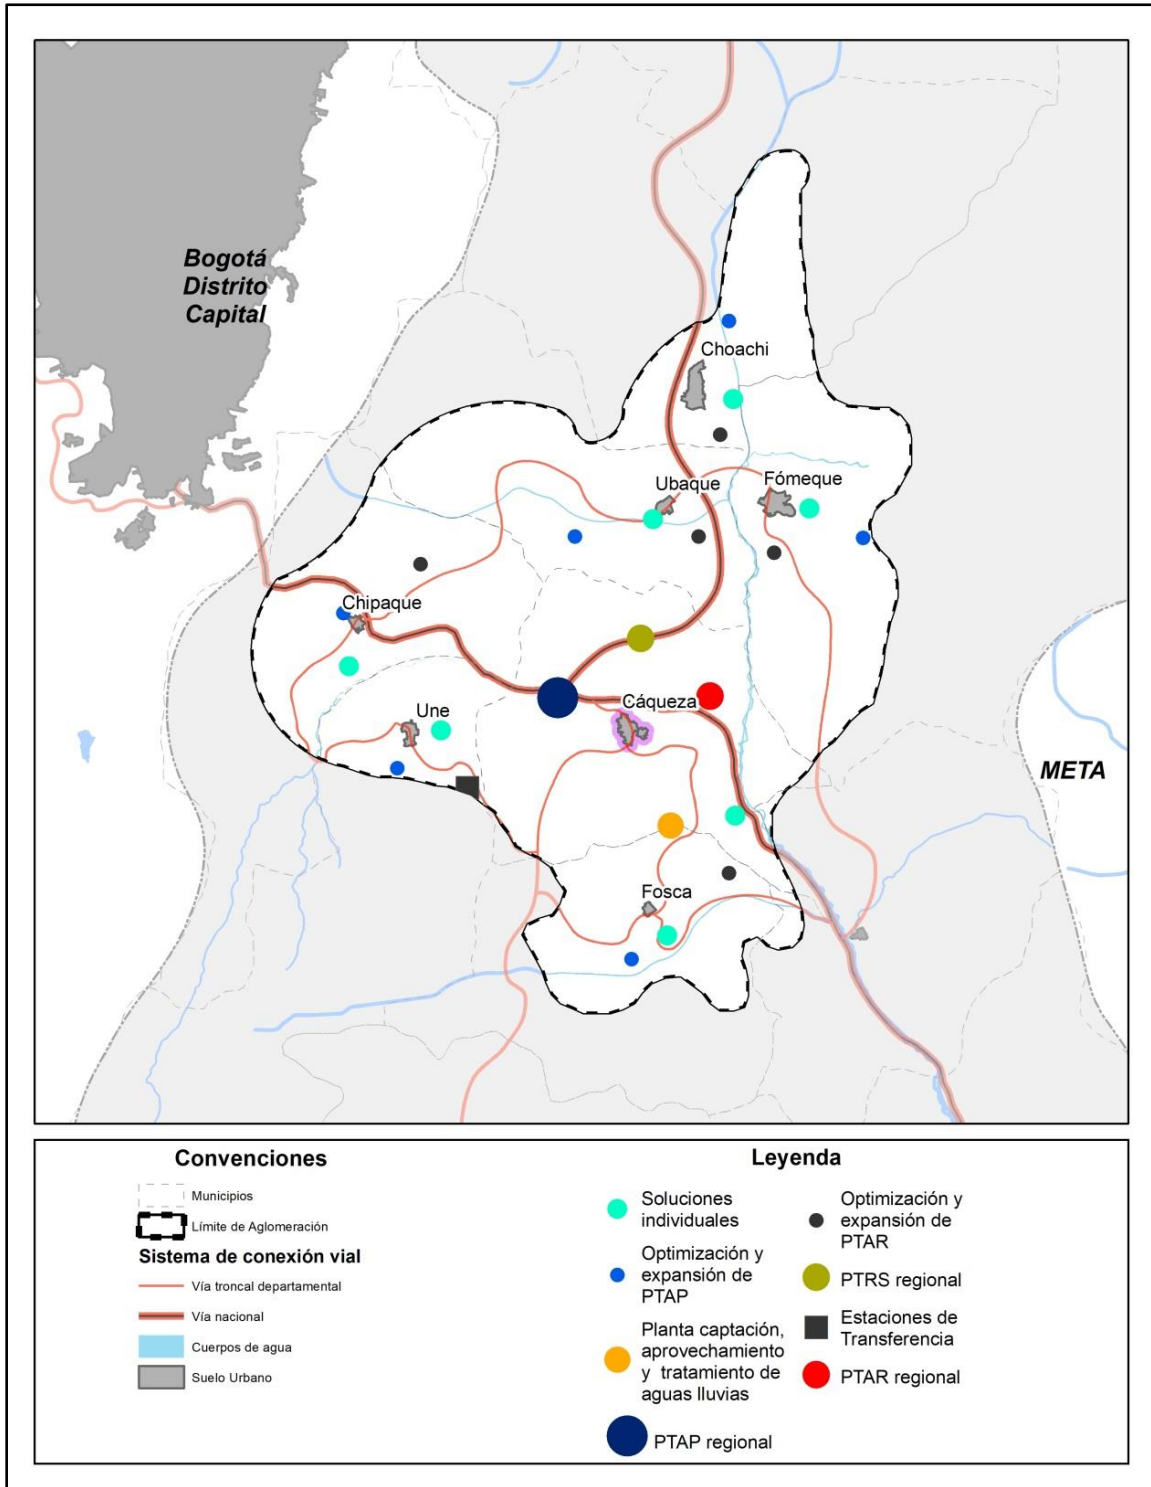 Bogotá
Distrito
Capital
Choachi
Ubaque
Fómeque
Chipaque
Une
Cáqueza
META
Fosca
Convenciones
Municipios
Límite de Aglomeración
Sistema de conexión vial
Vía troncal departamental
Vía nacional
Cuerpos de agua
Suelo Urbano
Leyenda
Soluciones
individuales
Optimización y
expansión de
PTAP
Planta captación,
aprovechamiento
y tratamiento de
aguas lluvias
PTAP regional
Optimización y
expansión de
PTAR
PTRS regional
Estaciones de
Transferencia
PTAR regional